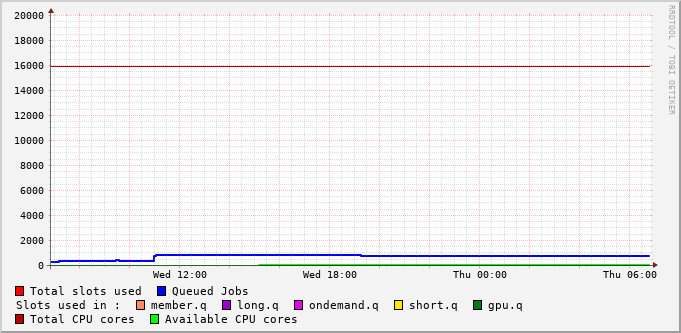 20000
18000
16000
14000
12000
10000
8000
6000
4000
2000
0
Wed 12:00 Wed 18:00 Thu 00:00 Thu 06:00
Total slots used Queued Jobs
Slots used in : member.q long.q ondemand.q short.q gpu.q
Total CPU cores Available CPU cores
RRDTOOL / TOBI OETIKER